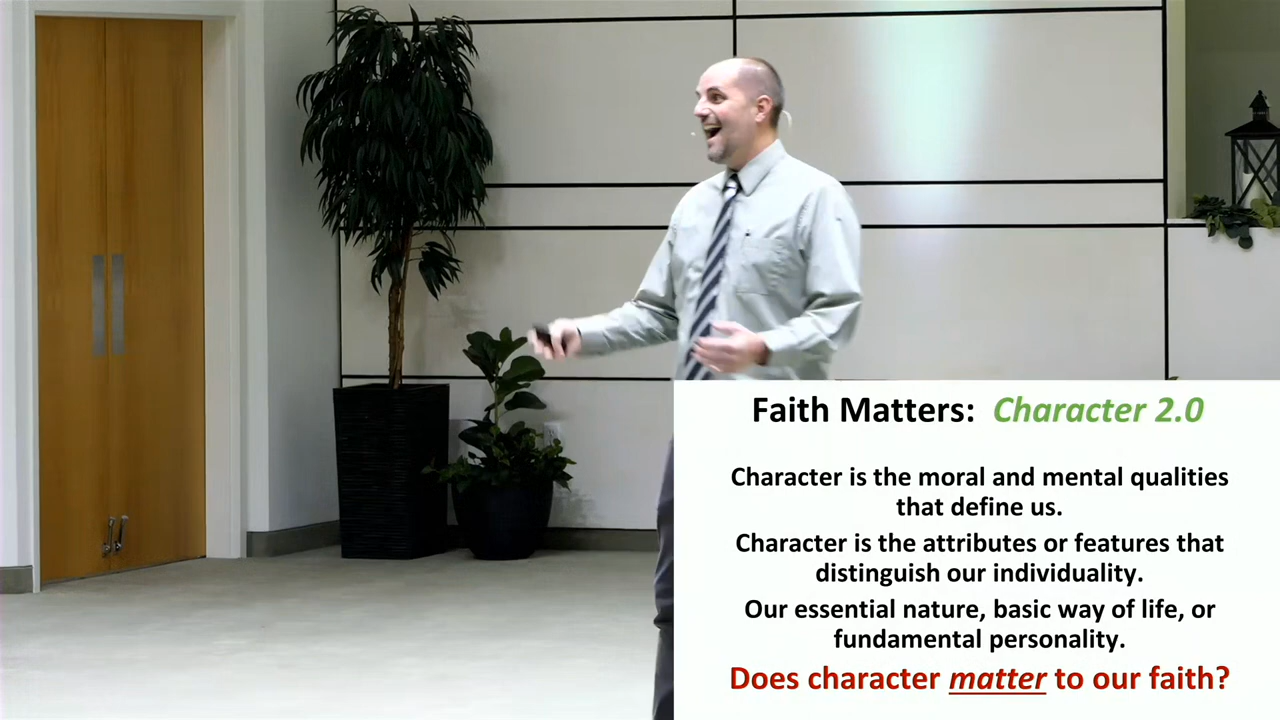 Faith Matters: Character 2.0
Character is the moral and mental qualities
that define us.
Character is the attributes or features that
distinguish our individuality.
Our essential nature, basic way of life, or
fundamental personality.
Does character matter to our faith?